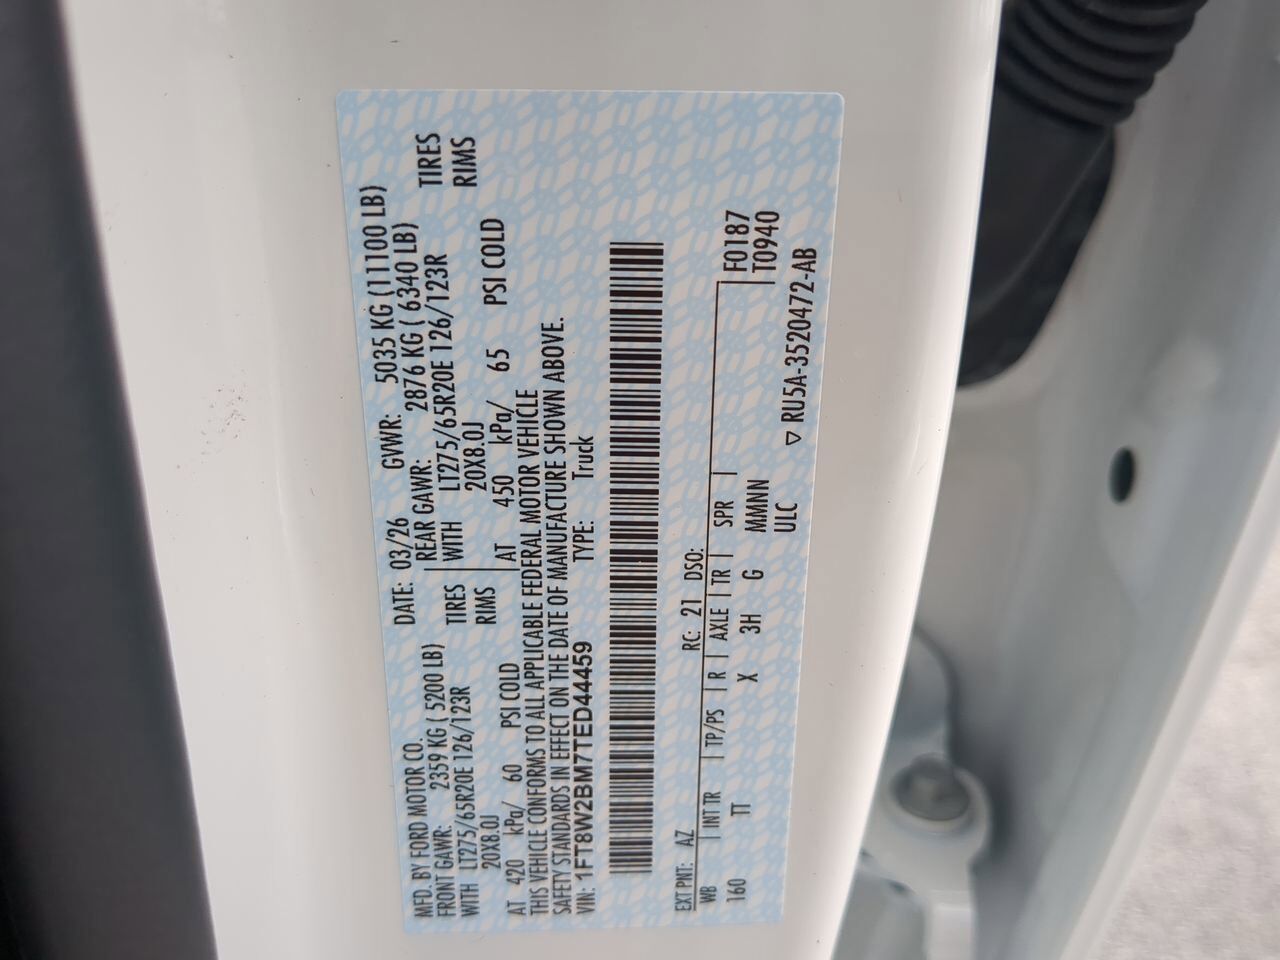 MFD. BY FORD MOTOR CO. DATE: 03/26 GVWR: 5035 KG (11100 LB)
FRONT GAWR: 2359 KG ( 5200 LB) REAR GAWR: 2876 KG ( 6340 LB)
WITH LT275/65R20E 126/123R TIRES WITH LT275/65R20E 126/123R TIRES
20X8.0J RIMS 20X8.0J RIMS
AT 420 kPa/ 60 PSI COLD AT 450 kPa/ 65 PSI COLD
THIS VEHICLE CONFORMS TO ALL APPLICABLE FEDERAL MOTOR VEHICLE
SAFETY STANDARDS IN EFFECT ON THE DATE OF MANUFACTURE SHOWN ABOVE.
VIN: 1FT8W2BM7TED44459 TYPE: Truck
EXT PNT: AZ RC: 21 DSO:
WB | INT TR | TP/PS | R | AXLE | TR | SPR | F0187
160 TT X 3H G MMNN T0940
ULC
▽ RU5A-3520472-AB